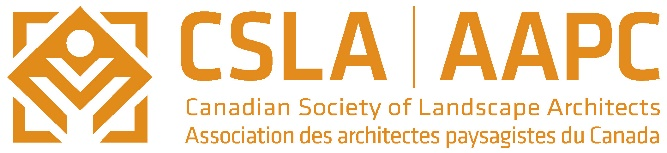 CSLA | AAPC
Canadian Society of Landscape Architects
Association des architectes paysagistes du Canada